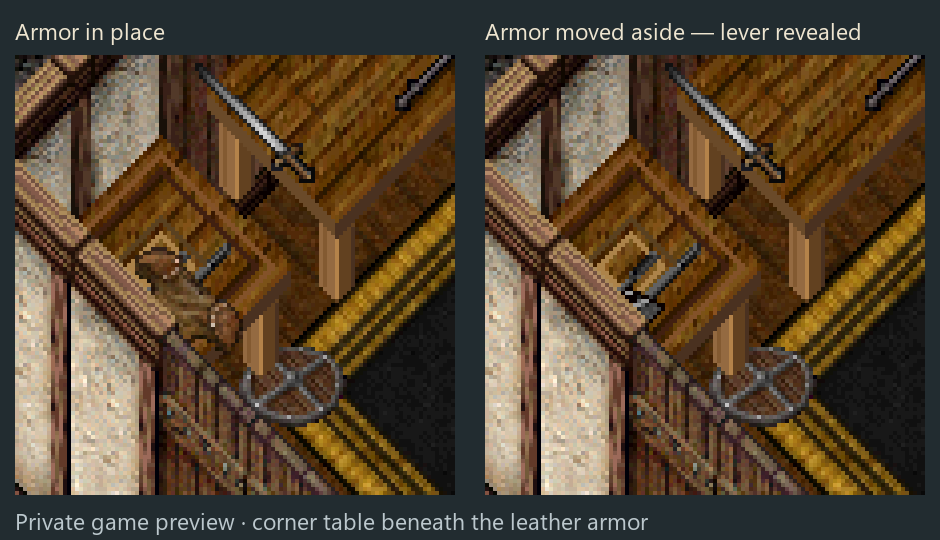 Armor in place
Armor moved aside — lever revealed
Private game preview · corner table beneath the leather armor